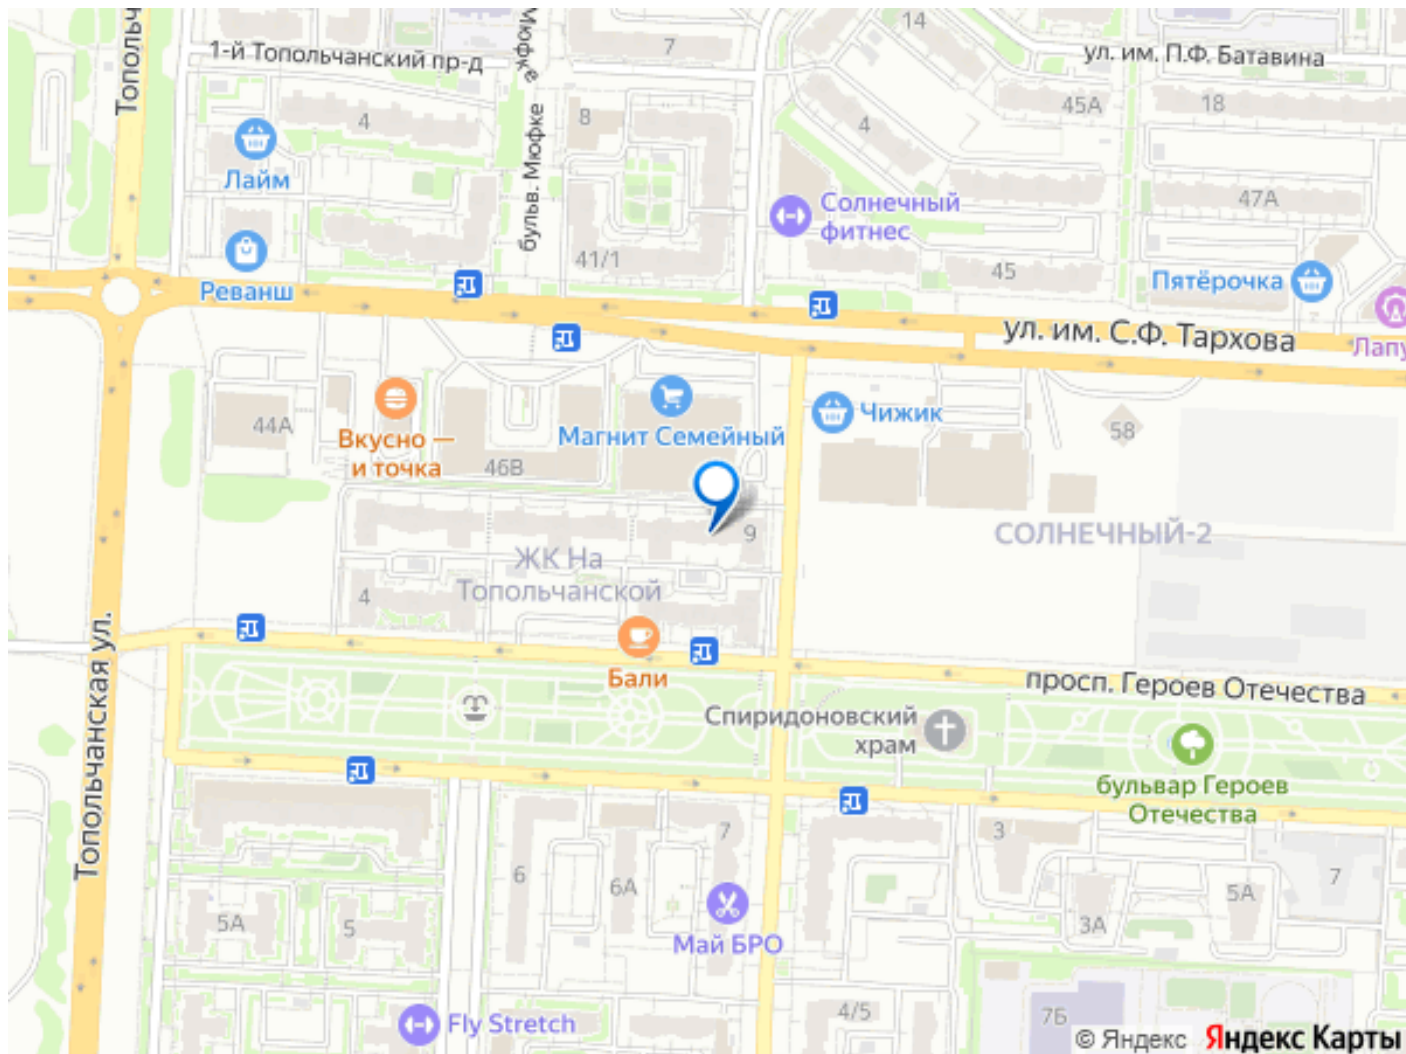 Тополья
14
бульв. Мюфке
7
1-й Топольчанский пр-д
ул. им. П.Ф. Батавина
45А
18
4
8
4
Лайм
Солнечный
фитнес
47А
41/1
45
Реванш
Пятёрочка
ул. им. С.Ф. Тархова
Лапу
44А
Вкусно —
и точка
46В
Магнит Семейный
Чижик
58
9
СОЛНЕЧНЫЙ-2
ЖК На
Топольчанской
4
Бали
Топольчанская ул.
просп. Героев Отечества
Спиридоновский
храм
бульвар Героев
Отечества
7
3
6
6А
5А
7
5А
5
3А
Май БРО
Fly Stretch
4/5
7Б
© Яндекс Яндекс Карты